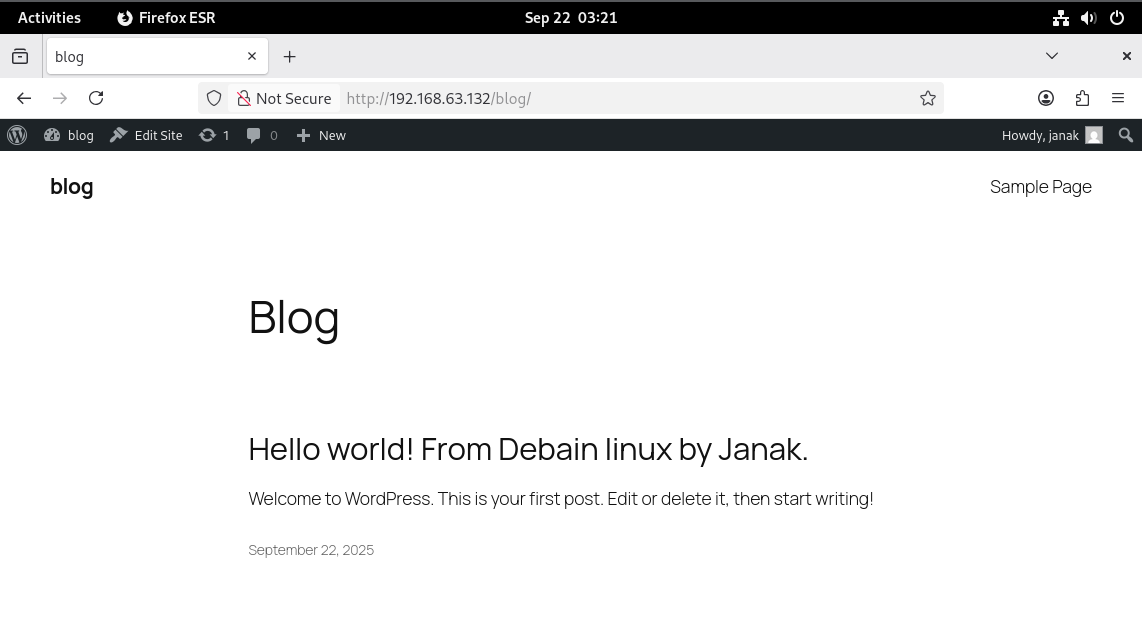 Activities Firefox ESR Sep 22 03:21
blog
Not Secure http://192.168.63.132/blog/
blog Edit Site 1 0 New Howdy, janak
blog Sample Page
Blog
Hello world! From Debain linux by Janak.
Welcome to WordPress. This is your first post. Edit or delete it, then start writing!
September 22, 2025